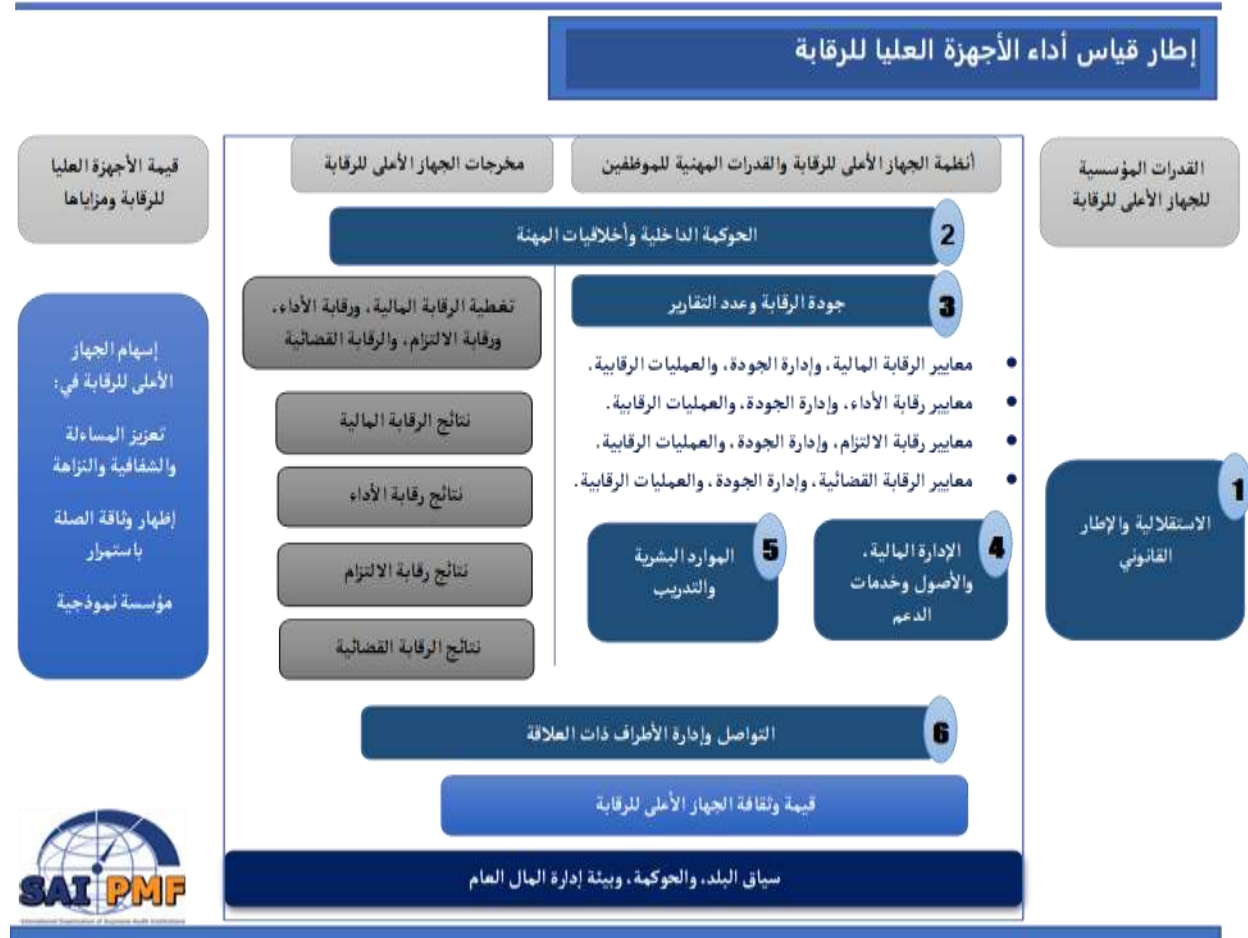 إطار قياس أداء الأجهزة العليا للرقابة
القدرات المؤسسية
للجهاز الأعلى للرقابة
أنظمة الجهاز الأعلى للرقابة والقدرات المهنية للموظفين
مخرجات الجهاز الأعلى للرقابة
قيمة الأجهزة العليا
للرقابة ومزاياها
1
الاستقلالية والإطار
القانوني
2
الحوكمة الداخلية وأخلاقيات المهنة
3
جودة الرقابة وعدد التقارير
معايير الرقابة المالية، وإدارة الجودة، والعمليات الرقابية.
معايير رقابة الأداء، وإدارة الجودة، والعمليات الرقابية.
معايير رقابة الالتزام، وإدارة الجودة، والعمليات الرقابية.
معايير الرقابة القضائية، وإدارة الجودة، والعمليات الرقابية.
4
الإدارة المالية،
والأصول وخدمات
الدعم
5
الموارد البشرية
والتدريب
تغطية الرقابة المالية، ورقابة الأداء،
ورقابة الالتزام، والرقابة القضائية
نتائج الرقابة المالية
نتائج رقابة الأداء
نتائج رقابة الالتزام
نتائج الرقابة القضائية
إسهام الجهاز
الأعلى للرقابة في:
تعزيز المساءلة
والشفافية والنزاهة
إظهار وثاقة الصلة
باستمرار
مؤسسة نموذجية
6
التواصل وإدارة الأطراف ذات العلاقة
قيمة وثقافة الجهاز الأعلى للرقابة
سياق البلد، والحوكمة، وبيئة إدارة المال العام
SAI PMF
International Organization of Supreme Audit Institutions